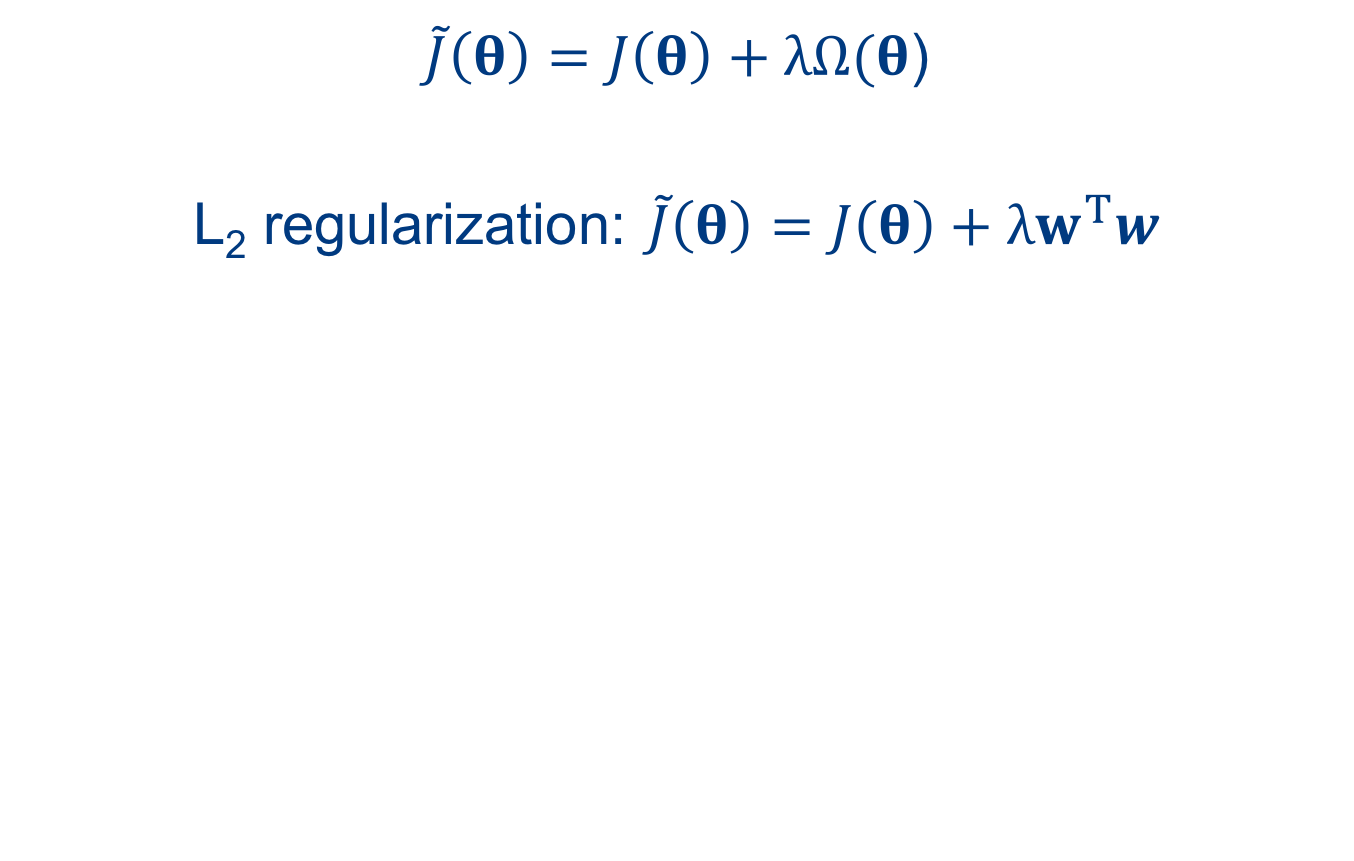 J̃(𝛉) = J(𝛉) + λΩ(𝛉)
L₂ regularization: J̃(𝛉) = J(𝛉) + λ𝐰ᵀ𝒘